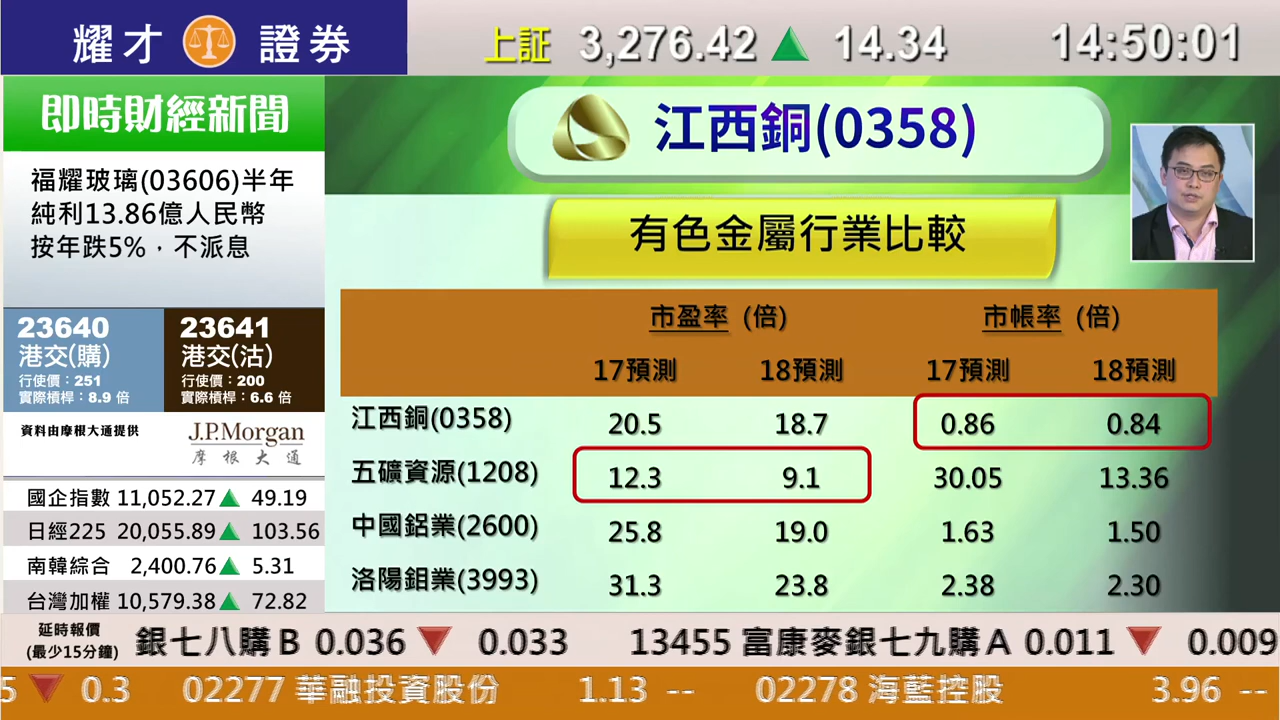 耀才 證券
上証 3,276.42 ▲ 14.34 14:50:01
即時財經新聞
福耀玻璃(03606)半年
純利13.86億人民幣
按年跌5%，不派息
23640
港交(購)
行使價：251
實際槓桿：8.9 倍
23641
港交(沽)
行使價：200
實際槓桿：6.6 倍
資料由摩根大通提供
J.P.Morgan
摩根大通
國企指數 11,052.27 ▲ 49.19
日經225 20,055.89 ▲ 103.56
南韓綜合 2,400.76 ▲ 5.31
台灣加權 10,579.38 ▲ 72.82
江西銅(0358)
有色金屬行業比較
市盈率 (倍) 市帳率 (倍)
17預測 18預測 17預測 18預測
江西銅(0358) 20.5 18.7 0.86 0.84
五礦資源(1208) 12.3 9.1 30.05 13.36
中國鋁業(2600) 25.8 19.0 1.63 1.50
洛陽鉬業(3993) 31.3 23.8 2.38 2.30
延時報價
(最少15分鐘)
銀七八購B 0.036 ▼ 0.033 13455 富康麥銀七九購A 0.011 ▼ 0.009
5 ▼ 0.3 02277 華融投資股份 1.13 -- 02278 海藍控股 3.96 --